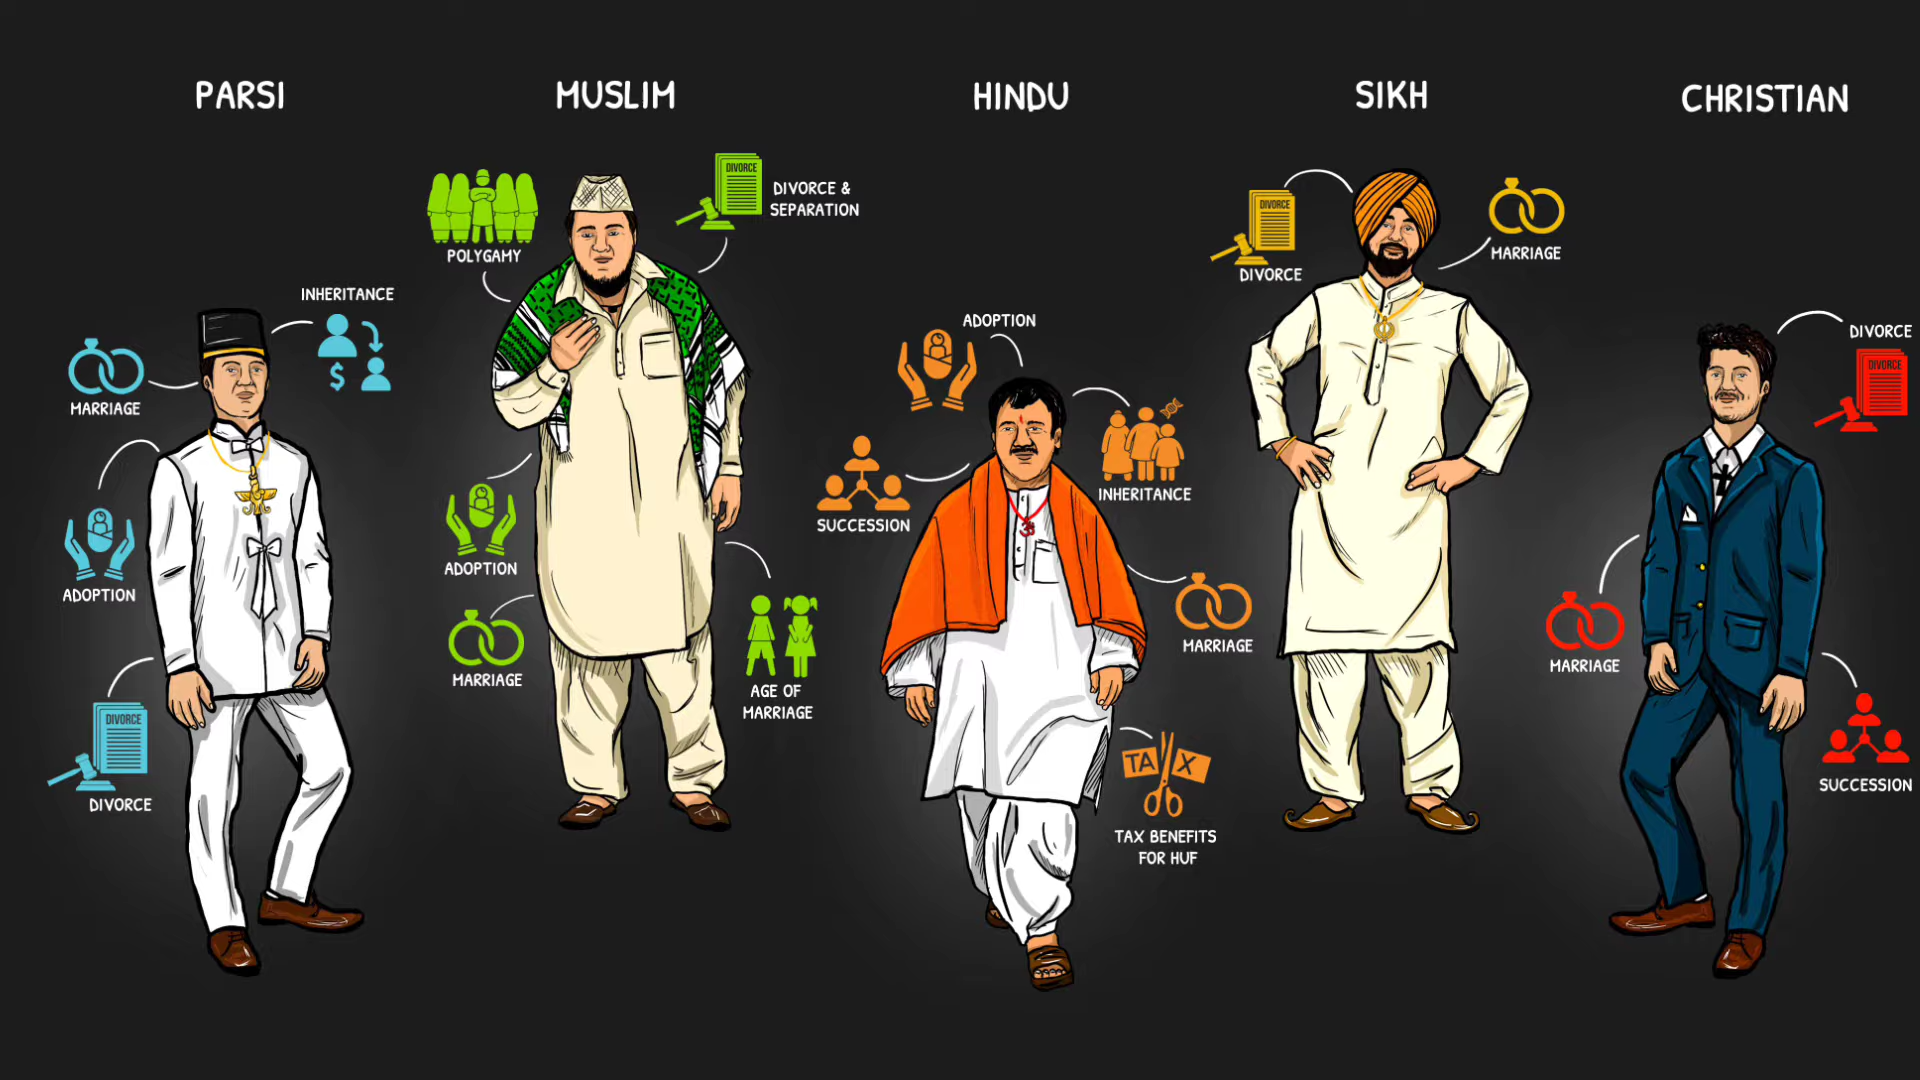 PARSI
MUSLIM
HINDU
SIKH
CHRISTIAN
INHERITANCE
$
MARRIAGE
ADOPTION
DIVORCE
DIVORCE
POLYGAMY
DIVORCE
DIVORCE &
SEPARATION
ADOPTION
MARRIAGE
AGE OF
MARRIAGE
ADOPTION
SUCCESSION
ॐ
INHERITANCE
MARRIAGE
TAX
TAX BENEFITS
FOR HUF
DIVORCE
DIVORCE
MARRIAGE
DIVORCE
DIVORCE
MARRIAGE
SUCCESSION